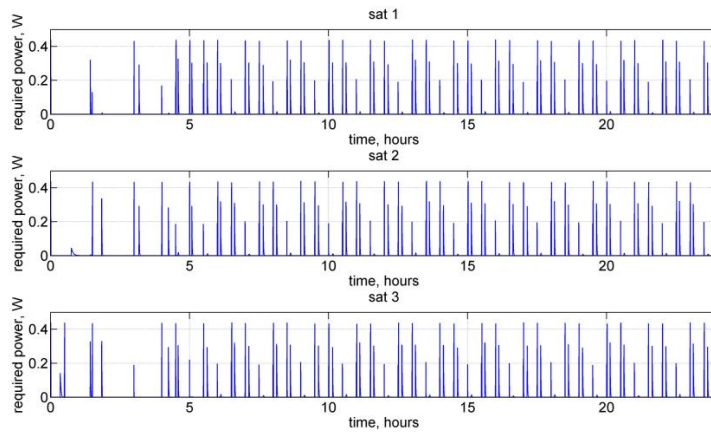 sat 1
required power, W
0.4
0.2
0
0 5 10 15 20
time, hours
sat 2
required power, W
0.4
0.2
0
0 5 10 15 20
time, hours
sat 3
required power, W
0.4
0.2
0
0 5 10 15 20
time, hours